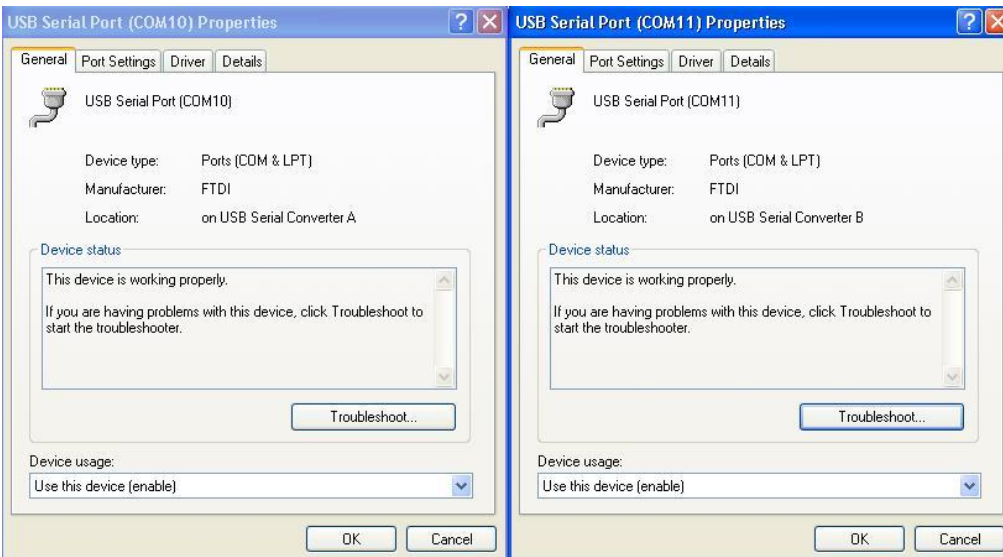 USB Serial Port (COM10) Properties
General Port Settings Driver Details
USB Serial Port (COM10)
Device type: Ports (COM & LPT)
Manufacturer: FTDI
Location: on USB Serial Converter A
Device status
This device is working properly.
If you are having problems with this device, click Troubleshoot to
start the troubleshooter.
Troubleshoot...
Device usage:
Use this device (enable)
OK Cancel
USB Serial Port (COM11) Properties
General Port Settings Driver Details
USB Serial Port (COM11)
Device type: Ports (COM & LPT)
Manufacturer: FTDI
Location: on USB Serial Converter B
Device status
This device is working properly.
If you are having problems with this device, click Troubleshoot to
start the troubleshooter.
Troubleshoot...
Device usage:
Use this device (enable)
OK Cancel